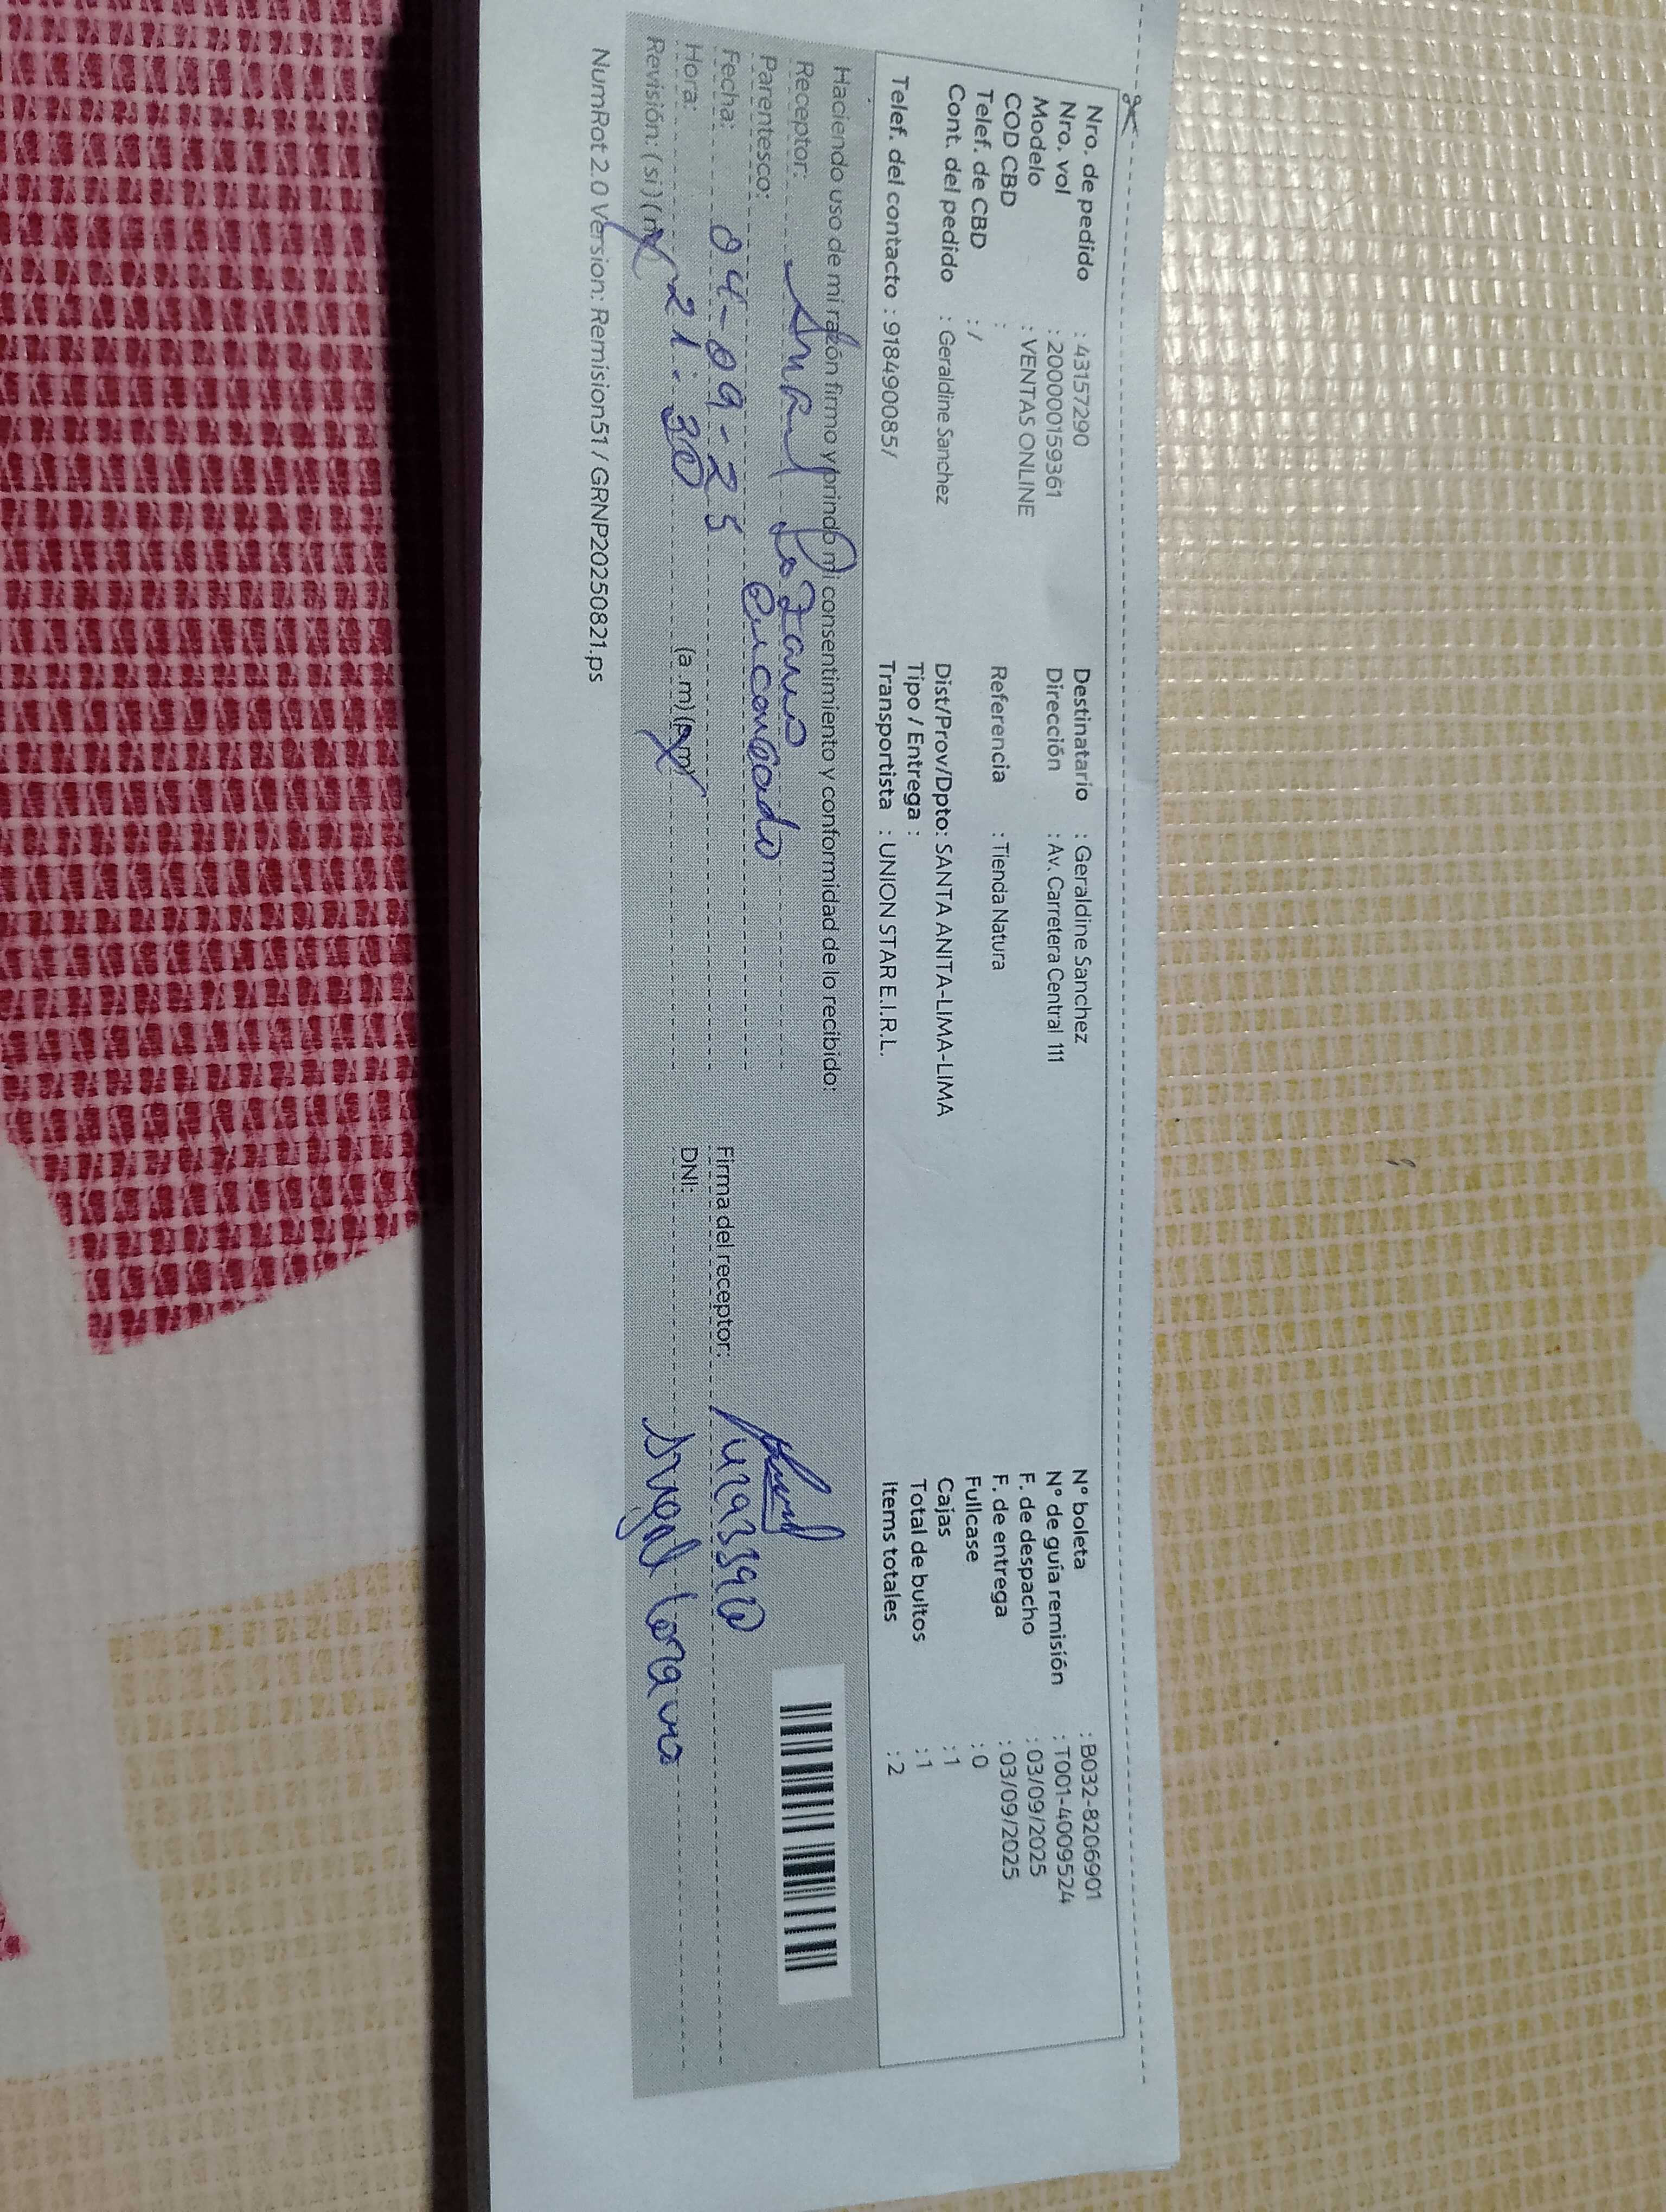 Nro. de pedido : 43157290
Nro. vol : 200000159361
Modelo : VENTAS ONLINE
COD CBD :
Telef. de CBD : /
Cont. del pedido : Geraldine Sanchez
Telef. del contacto : 918490085/
Destinatario : Geraldine Sanchez
Dirección : Av. Carretera Central 111
Referencia : Tienda Natura
Dist/Prov/Dpto: SANTA ANITA-LIMA-LIMA
Tipo / Entrega :
Transportista : UNION STAR E.I.R.L.
N° boleta : B032-8206901
N° de guía remisión : T001-4009524
F. de despacho : 03/09/2025
F. de entrega : 03/09/2025
Fullcase : 0
Cajas : 1
Total de bultos : 1
Items totales : 2
Haciendo uso de mi razón firmo y brindo mi consentimiento y conformidad de lo recibido:
Receptor: Lozano
Parentesco: Encargado
Fecha: 04-09-25
Hora: 21:30 (a.m) (p.m)
Revisión: (si) (no)
Firma del receptor:
DNI:
Angel Lozano
NumRot 2.0 Version: Remision51 / GRNP20250821.ps